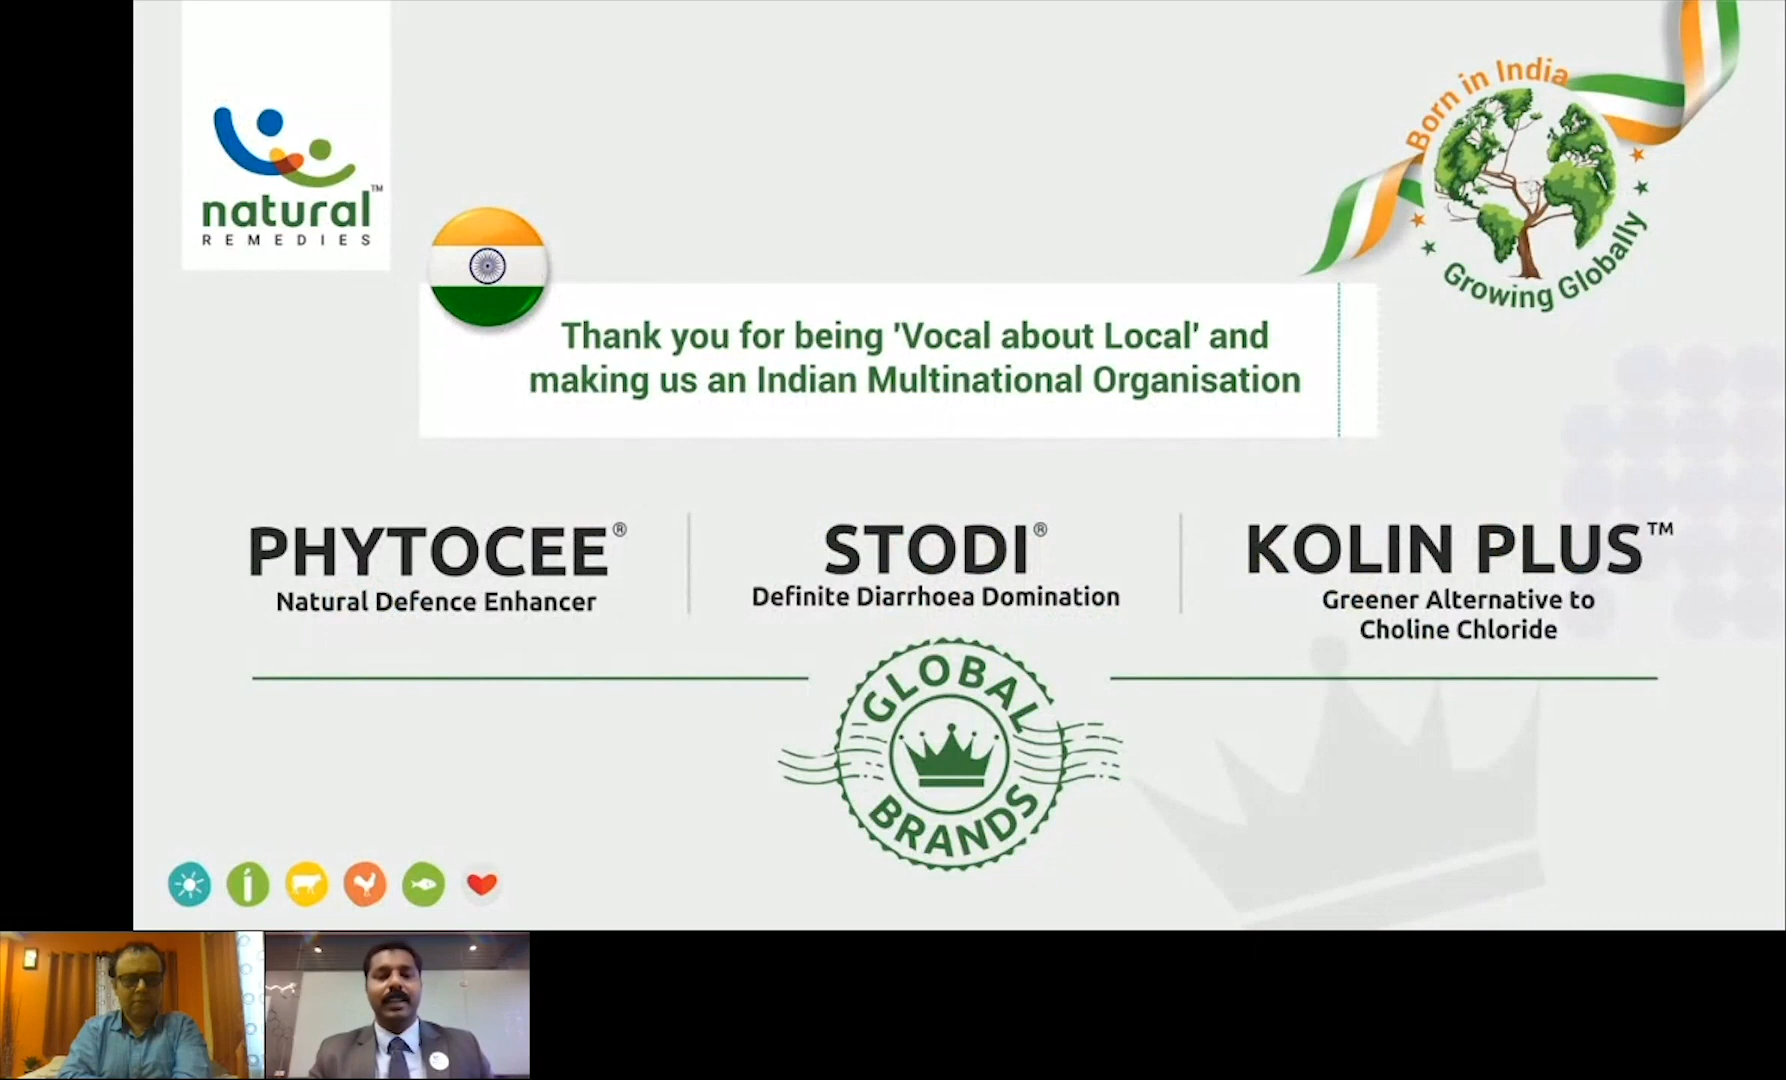 natural™
REMEDIES
Born in India
Growing Globally
Thank you for being 'Vocal about Local' and
making us an Indian Multinational Organisation
PHYTOCEE®
Natural Defence Enhancer
STODI®
Definite Diarrhoea Domination
KOLIN PLUS™
Greener Alternative to
Choline Chloride
GLOBAL
BRANDS